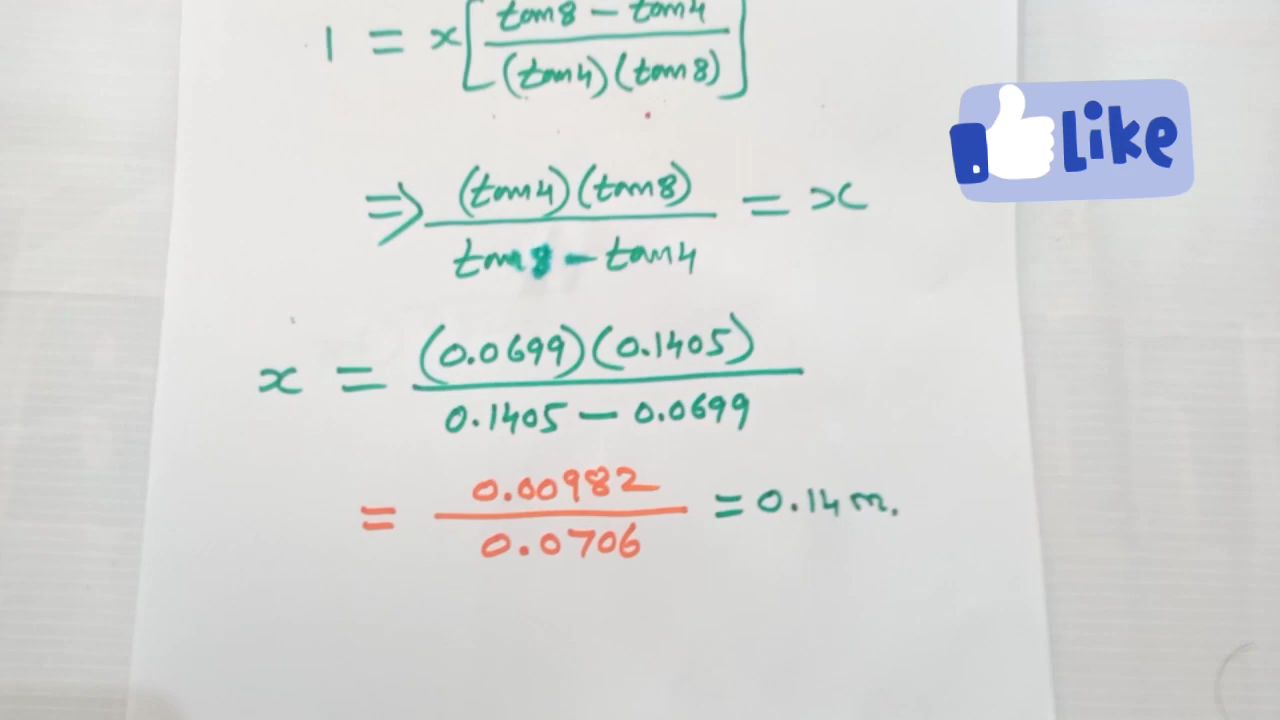 1 = x[(tan8 - tan4)/((tan4)(tan8))]
Like
⇒ (tan4)(tan8)/(tan8 - tan4) = x
x = (0.0699)(0.1405)/(0.1405 - 0.0699)
= 0.00982/0.0706 = 0.14 m.